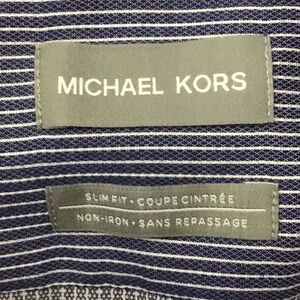 MICHAEL KORS
SLIM FIT • COUPE CINTRÉE
NON-IRON • SANS REPASSAGE